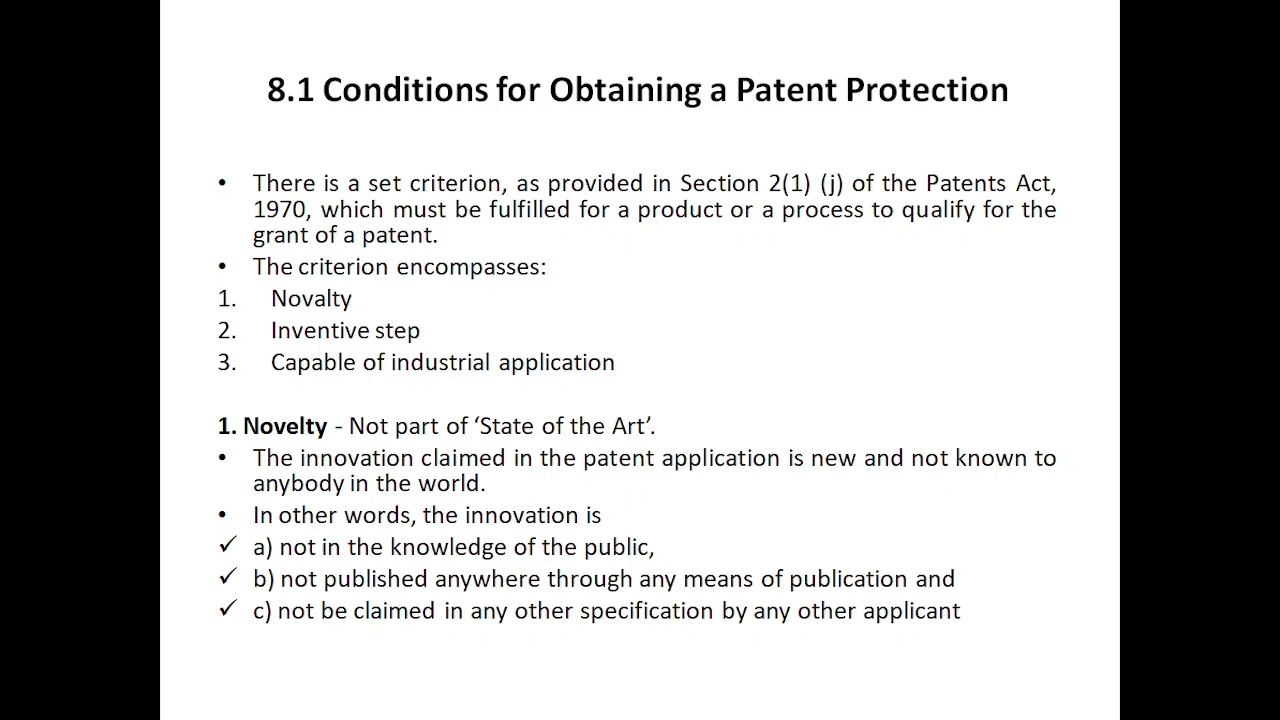 8.1 Conditions for Obtaining a Patent Protection
• There is a set criterion, as provided in Section 2(1) (j) of the Patents Act,
1970, which must be fulfilled for a product or a process to qualify for the
grant of a patent.
• The criterion encompasses:
1. Novalty
2. Inventive step
3. Capable of industrial application
1. Novelty - Not part of ‘State of the Art’.
• The innovation claimed in the patent application is new and not known to
anybody in the world.
• In other words, the innovation is
✓ a) not in the knowledge of the public,
✓ b) not published anywhere through any means of publication and
✓ c) not be claimed in any other specification by any other applicant